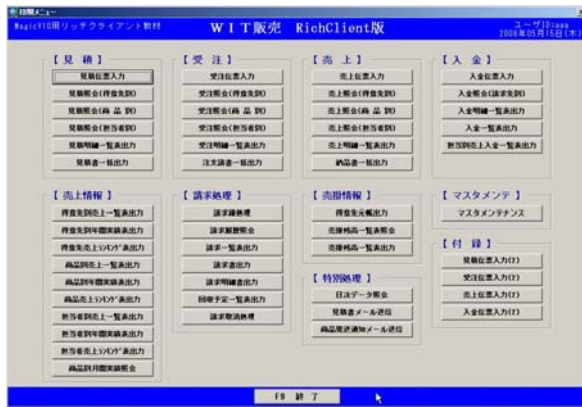 初期メニュー
MagicV10用リッチクライアント教材
WIT販売 RichClient版
2008年05月15日(木)
【見 積】
見積伝票入力
見積照会(得意先別)
見積照会(商 品 別)
見積照会(担当者別)
見積明細一覧表出力
見積書一括出力
【受 注】
受注伝票入力
受注照会(得意先別)
受注照会(商 品 別)
受注照会(担当者別)
受注明細一覧表出力
注文請書一括出力
【売 上】
売上伝票入力
売上照会(得意先別)
売上照会(商 品 別)
売上照会(担当者別)
売上明細一覧表出力
納品書一括出力
【入 金】
入金伝票入力
入金照会(請求先別)
入金明細一覧表出力
入金一覧表出力
担当別売上入金一覧表出力
【売上情報】
得意先別売上一覧表出力
得意先別年間実績表出力
得意先売上ランキング表出力
商品別売上一覧表出力
商品別年間実績表出力
商品売上ランキング表出力
担当者別売上一覧表出力
担当者別年間実績表出力
担当者売上ランキング表出力
商品別月間実績照会
【請求処理】
請求締処理
請求履歴照会
請求一覧表出力
請求書出力
請求明細書出力
回収予定一覧表出力
請求取消処理
【売掛情報】
得意先元帳出力
売掛残高一覧表照会
売掛残高一覧表出力
【特別処理】
日次データ照会
見積書メール送信
商品発送通知メール送信
【マスタメンテ】
マスタメンテナンス
【付 録】
見積伝票入力(2)
受注伝票入力(2)
売上伝票入力(2)
入金伝票入力(2)
F9 終 了